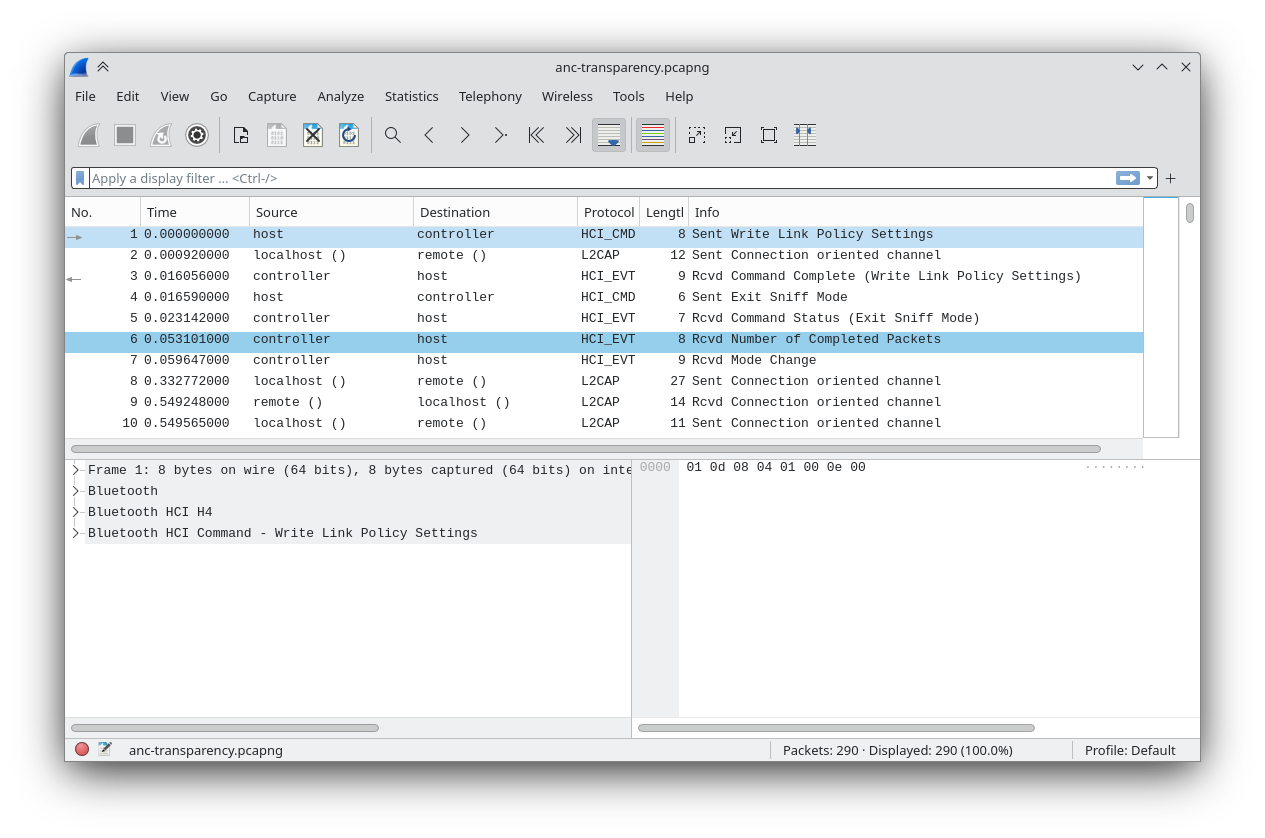 anc-transparency.pcapng
File Edit View Go Capture Analyze Statistics Telephony Wireless Tools Help
Apply a display filter ... <Ctrl-/>
No. Time Source Destination Protocol Lengtl Info
1 0.000000000 host controller HCI_CMD 8 Sent Write Link Policy Settings
2 0.000920000 localhost () remote () L2CAP 12 Sent Connection oriented channel
3 0.016056000 controller host HCI_EVT 9 Rcvd Command Complete (Write Link Policy Settings)
4 0.016590000 host controller HCI_CMD 6 Sent Exit Sniff Mode
5 0.023142000 controller host HCI_EVT 7 Rcvd Command Status (Exit Sniff Mode)
6 0.053101000 controller host HCI_EVT 8 Rcvd Number of Completed Packets
7 0.059647000 controller host HCI_EVT 9 Rcvd Mode Change
8 0.332772000 localhost () remote () L2CAP 27 Sent Connection oriented channel
9 0.549248000 remote () localhost () L2CAP 14 Rcvd Connection oriented channel
10 0.549565000 localhost () remote () L2CAP 11 Sent Connection oriented channel
Frame 1: 8 bytes on wire (64 bits), 8 bytes captured (64 bits) on inte
Bluetooth
Bluetooth HCI H4
Bluetooth HCI Command - Write Link Policy Settings
0000 01 0d 08 04 01 00 0e 00 ········
anc-transparency.pcapng Packets: 290 · Displayed: 290 (100.0%) Profile: Default